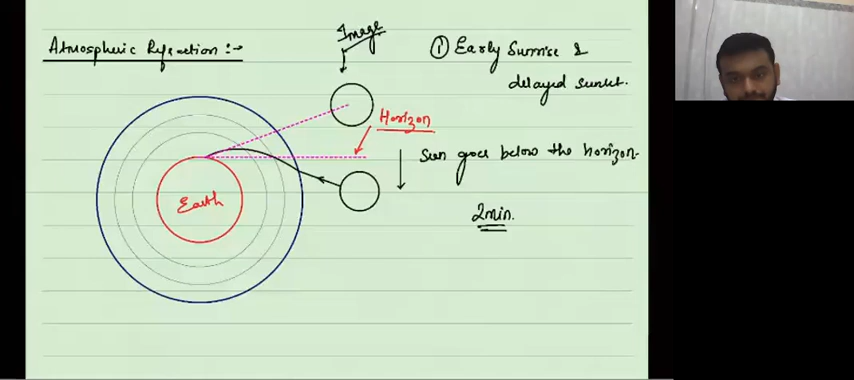 Atmospheric Refraction :->
Image
① Early Sunrise &
delayed sunset.
Horizon
Sun goes below the horizon.
Earth
2min.